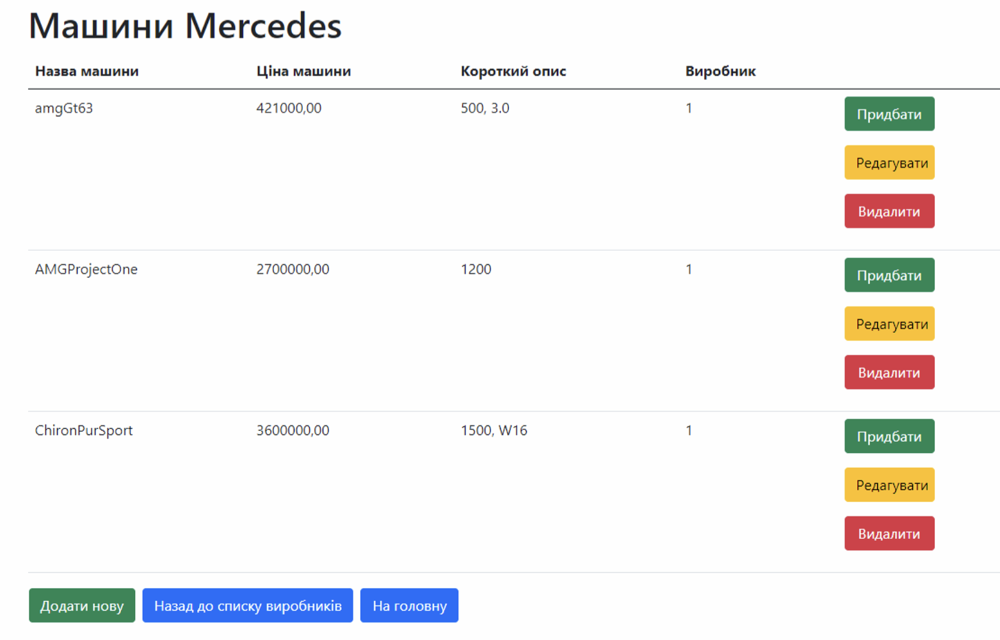 Машини Mercedes
Назва машини Ціна машини Короткий опис Виробник
amgGt63 421000,00 500, 3.0 1 Придбати
Редагувати
Видалити
AMGProjectOne 2700000,00 1200 1 Придбати
Редагувати
Видалити
ChironPurSport 3600000,00 1500, W16 1 Придбати
Редагувати
Видалити
Додати нову Назад до списку виробників На головну